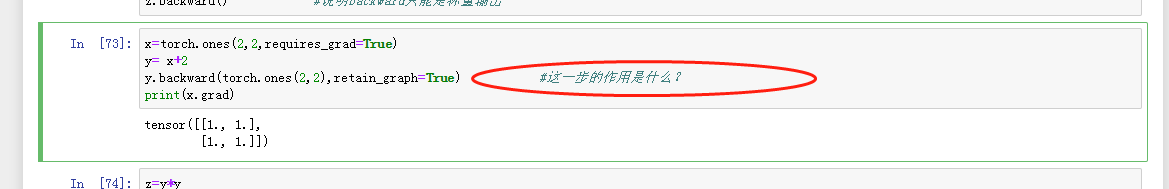 z.backward() #说明backward只能是标量输出
In [73]: x=torch.ones(2,2,requires_grad=True)
y= x+2
y.backward(torch.ones(2,2),retain_graph=True) #这一步的作用是什么?
print(x.grad)
tensor([[1., 1.],
[1., 1.]])
In [74]: z=y*y